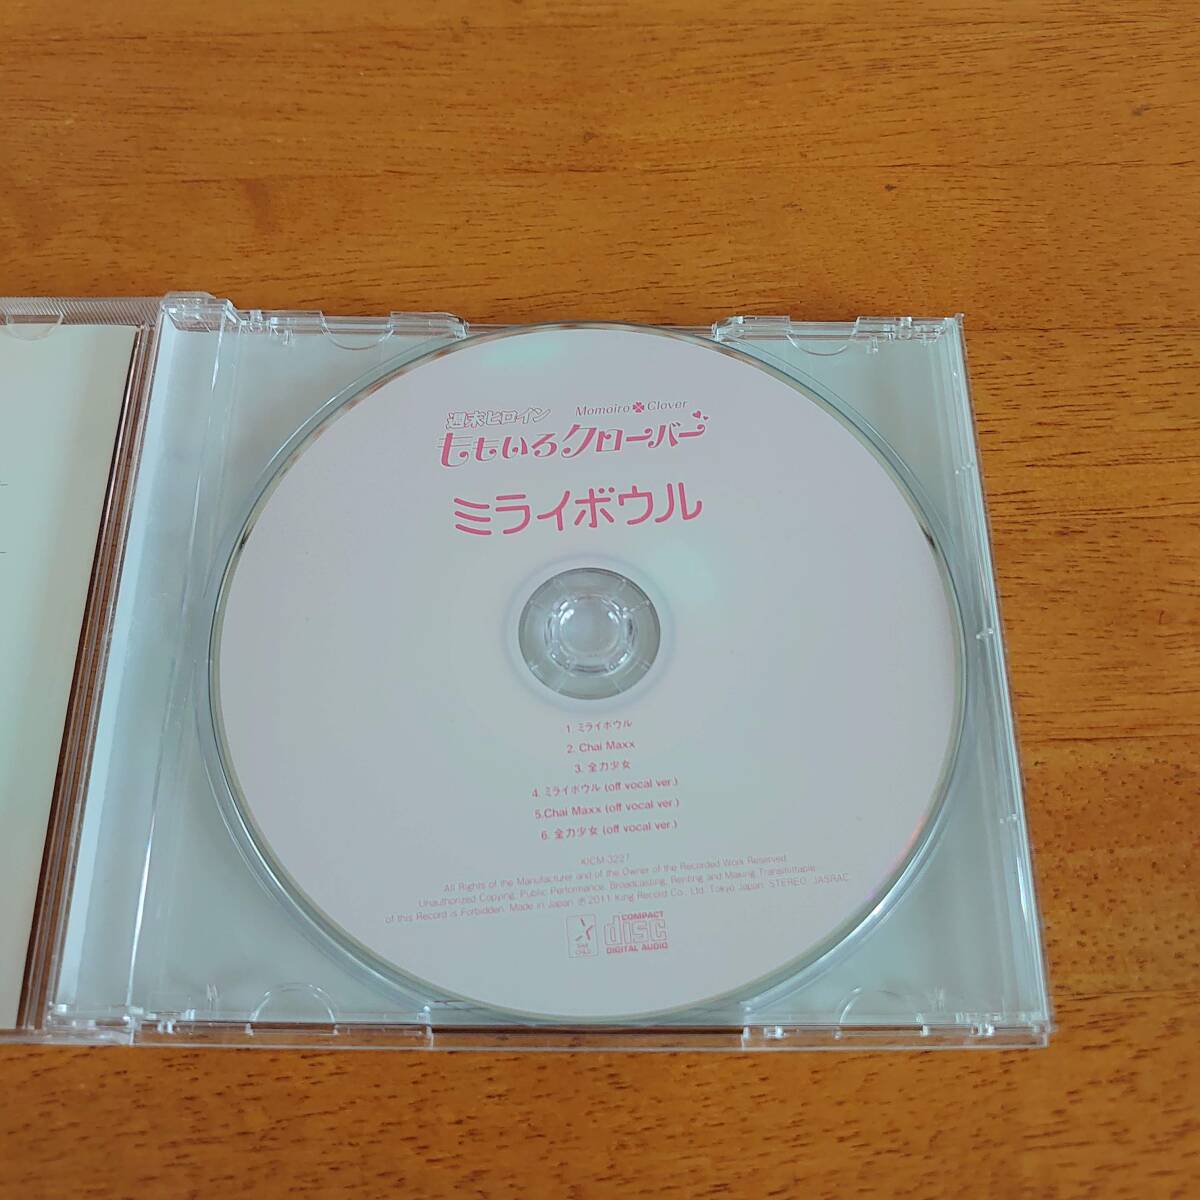 週末ヒロイン Momoiro Clover
ももいろクローバー
ミライボウル
1. ミライボウル
2. Chai Maxx
3. 全力少女
4. ミライボウル (off vocal ver.)
5.Chai Maxx (off vocal ver.)
6. 全力少女 (off vocal ver.)
KICM-3227
All Rights of the Manufacturer and of the Owner of the Recorded Work Reserved.
Unauthorized Copying, Public Performance, Broadcasting, Renting and Making Transmittable
of this Record is Forbidden. Made in Japan ℗ 2011 King Record Co., Ltd. Tokyo Japan. STEREO. JASRAC
STAR CHILD
COMPACT
disc
DIGITAL AUDIO